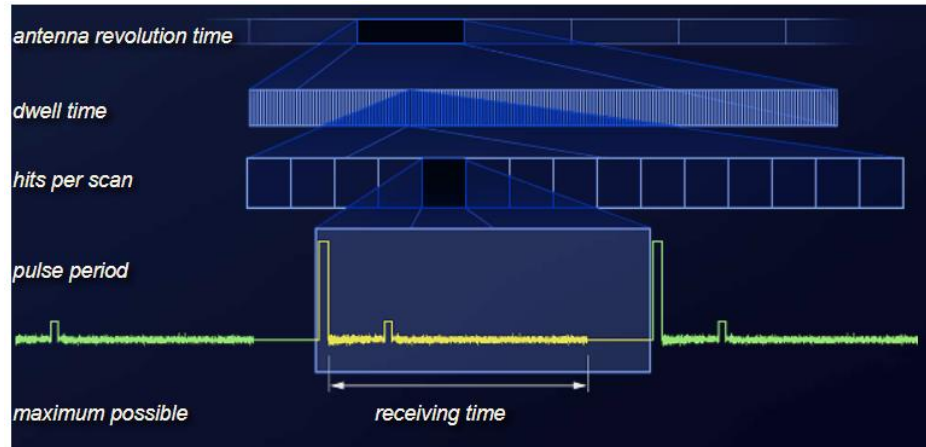 antenna revolution time
dwell time
hits per scan
pulse period
maximum possible receiving time